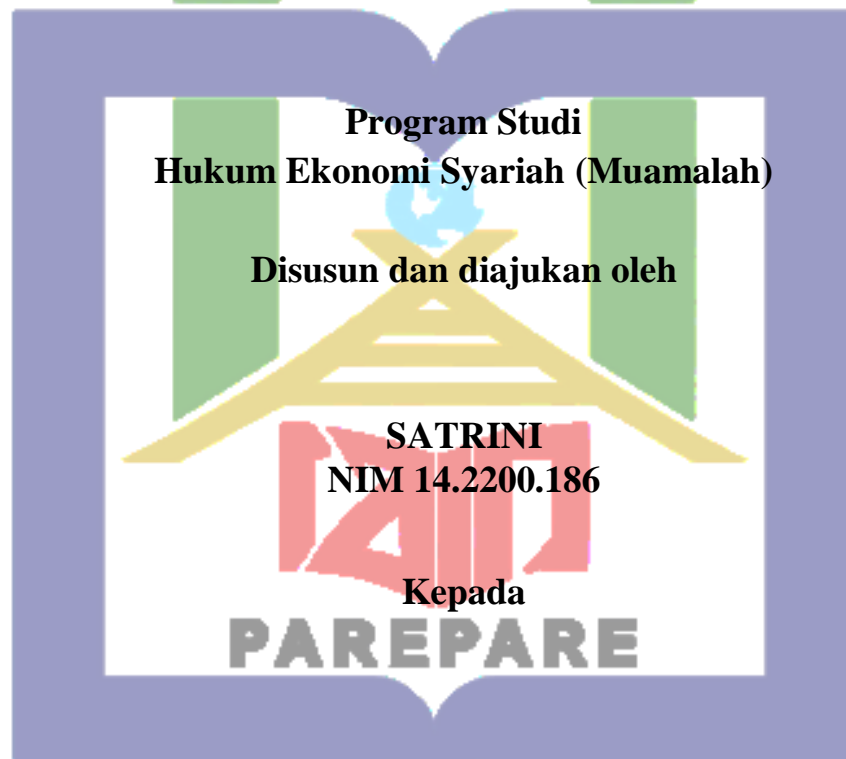 Program Studi
Hukum Ekonomi Syariah (Muamalah)
Disusun dan diajukan oleh
SATRINI
NIM 14.2200.186
Kepada
PAREPARE